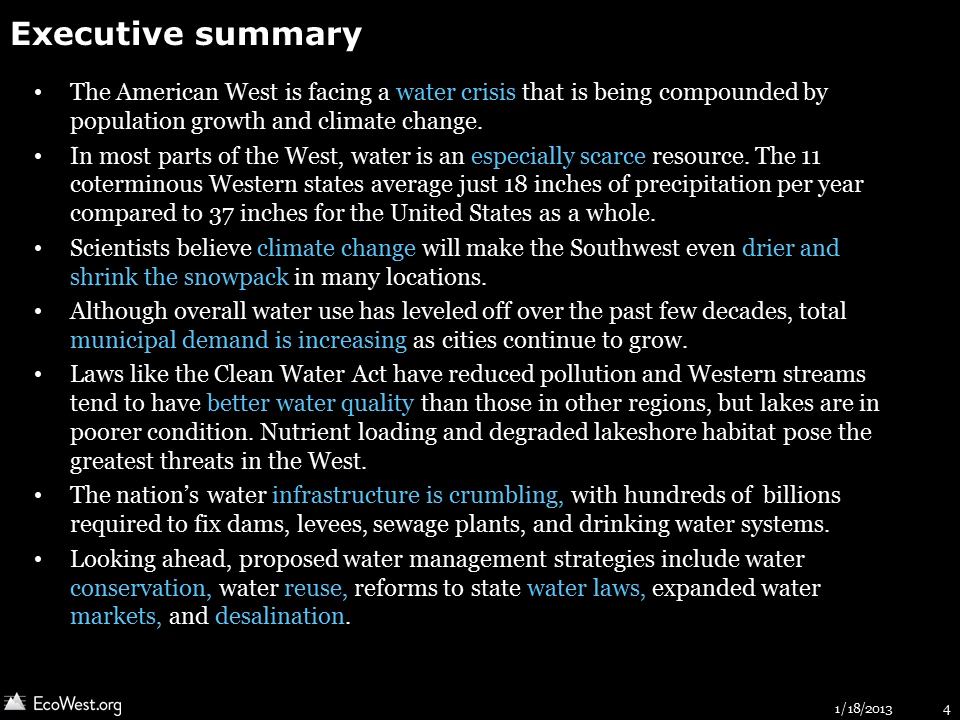 Executive summary
• The American West is facing a water crisis that is being compounded by
population growth and climate change.
• In most parts of the West, water is an especially scarce resource. The 11
coterminous Western states average just 18 inches of precipitation per year
compared to 37 inches for the United States as a whole.
• Scientists believe climate change will make the Southwest even drier and
shrink the snowpack in many locations.
• Although overall water use has leveled off over the past few decades, total
municipal demand is increasing as cities continue to grow.
• Laws like the Clean Water Act have reduced pollution and Western streams
tend to have better water quality than those in other regions, but lakes are in
poorer condition. Nutrient loading and degraded lakeshore habitat pose the
greatest threats in the West.
• The nation's water infrastructure is crumbling, with hundreds of billions
required to fix dams, levees, sewage plants, and drinking water systems.
• Looking ahead, proposed water management strategies include water
conservation, water reuse, reforms to state water laws, expanded water
markets, and desalination.
EcoWest.org
1/18/2013 4